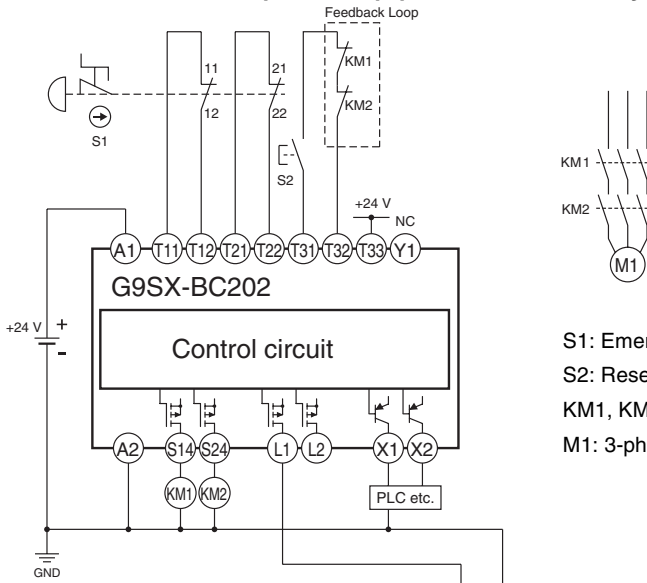 Feedback Loop
KM1
KM2
11
21
12
22
S1
S2
+24 V
NC
A1
T11
T12
T21
T22
T31
T32
T33
Y1
G9SX-BC202
Control circuit
+24 V
+
-
A2
S14
S24
L1
L2
X1
X2
KM1
KM2
PLC etc.
GND
KM1
KM2
M1
S1: Emer
S2: Rese
KM1, KM
M1: 3-ph